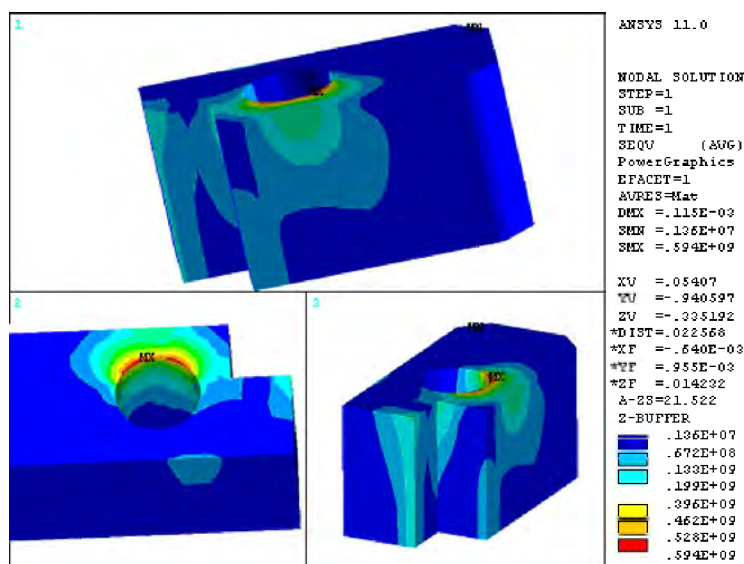 1
MN
MX
2
MX
3
MN
MX
ANSYS 11.0
NODAL SOLUTION
STEP=1
SUB =1
TIME=1
SEQV (AVG)
PowerGraphics
EFACET=1
AVRES=Mat
DMX =.115E-03
SMN =.136E+07
SMX =.594E+09
XV =.05407
YV =-.940597
ZV =-.335192
*DIST=.022568
*XF =-.640E-03
*YF =.955E-03
*ZF =.014232
A-ZS=21.522
Z-BUFFER
.136E+07
.672E+08
.133E+09
.199E+09
.396E+09
.462E+09
.528E+09
.594E+09